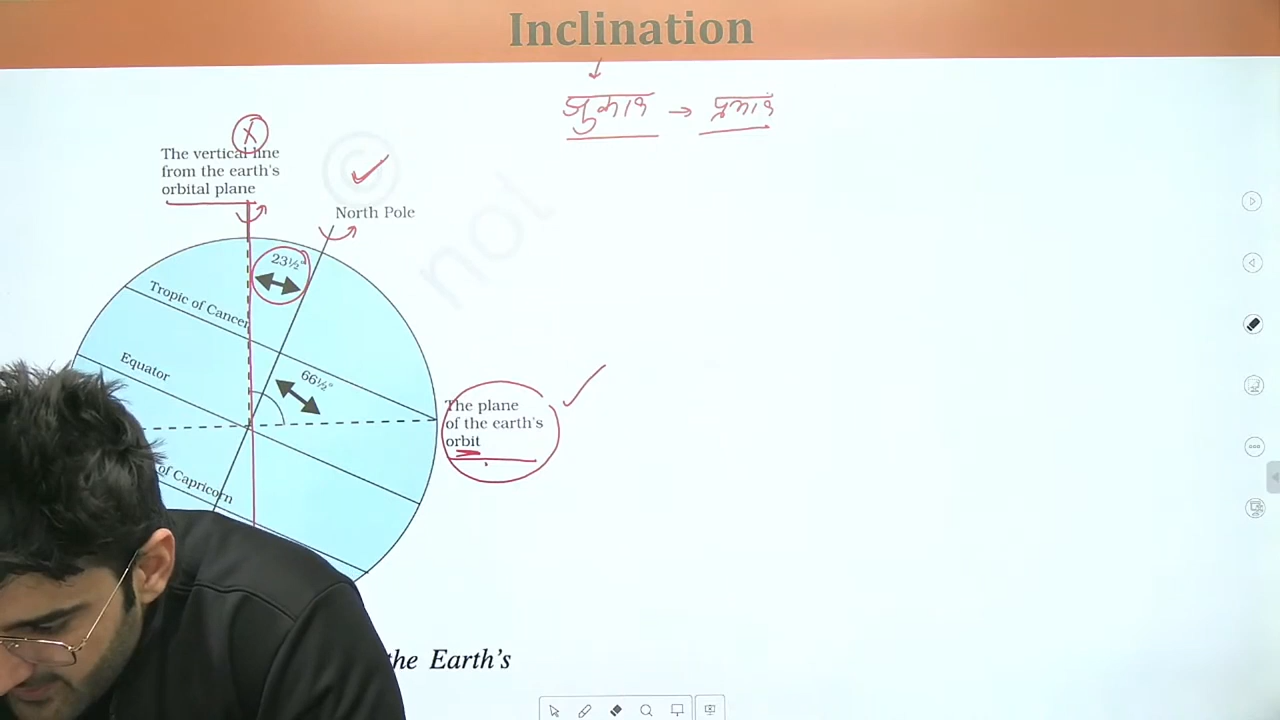 Inclination
झुकाव → प्रभाव
X
The vertical line
from the earth's
orbital plane
North Pole
23½°
Tropic of Cancer
Equator
66½°
The plane
of the earth's
orbit
of Capricorn
the Earth's
©
not